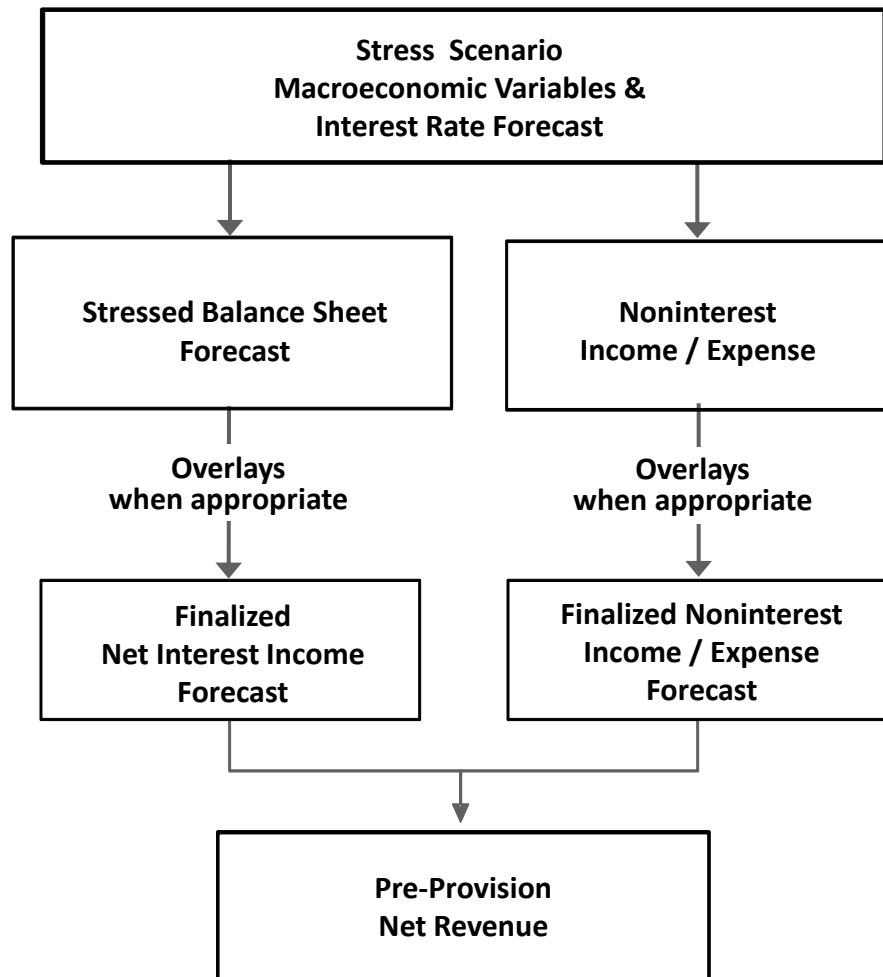 Stress Scenario
Macroeconomic Variables &
Interest Rate Forecast
Stressed Balance Sheet
Forecast
Noninterest
Income / Expense
Overlays
when appropriate
Overlays
when appropriate
Finalized
Net Interest Income
Forecast
Finalized Noninterest
Income / Expense
Forecast
Pre-Provision
Net Revenue